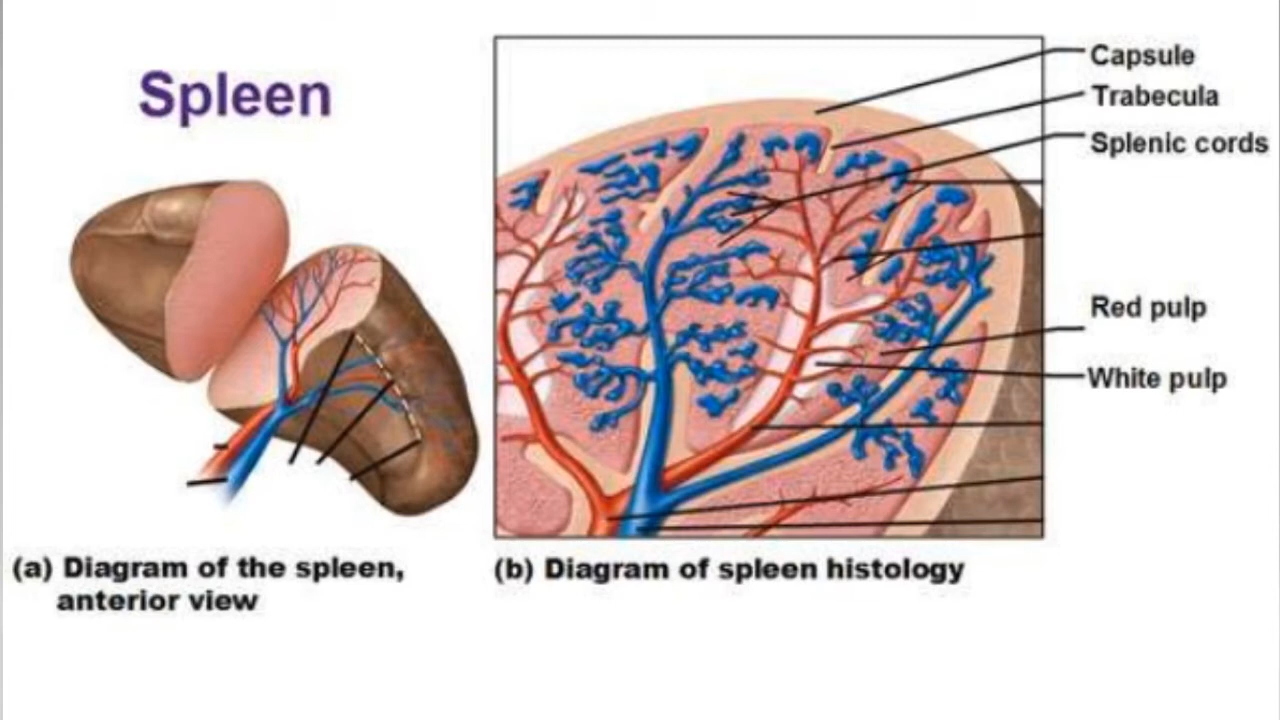 Spleen
Capsule
Trabecula
Splenic cords
Red pulp
White pulp
(a) Diagram of the spleen,
anterior view
(b) Diagram of spleen histology